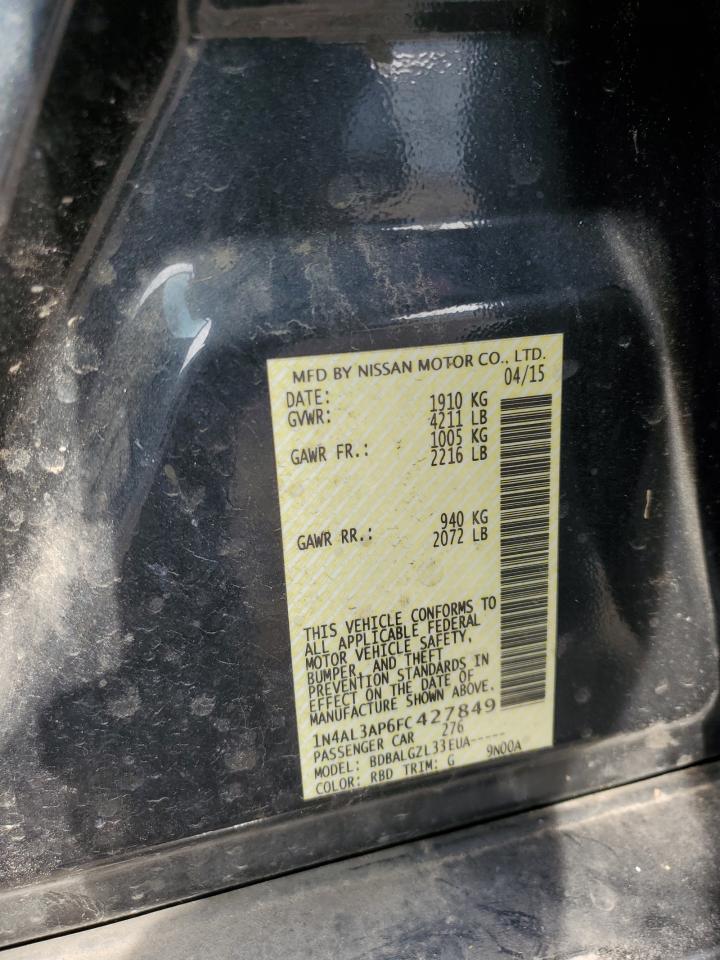 MFD BY NISSAN MOTOR CO., LTD.
DATE: 04/15
GVWR: 1910 KG
4211 LB
GAWR FR.: 1005 KG
2216 LB
GAWR RR.: 940 KG
2072 LB
THIS VEHICLE CONFORMS TO
ALL APPLICABLE FEDERAL
MOTOR VEHICLE SAFETY,
BUMPER, AND THEFT
PREVENTION STANDARDS IN
EFFECT ON THE DATE OF
MANUFACTURE SHOWN ABOVE.
1N4AL3AP6FC427849
PASSENGER CAR 276
MODEL: BDBALGZL33EUA-----
COLOR: RBD TRIM: G 9N00A